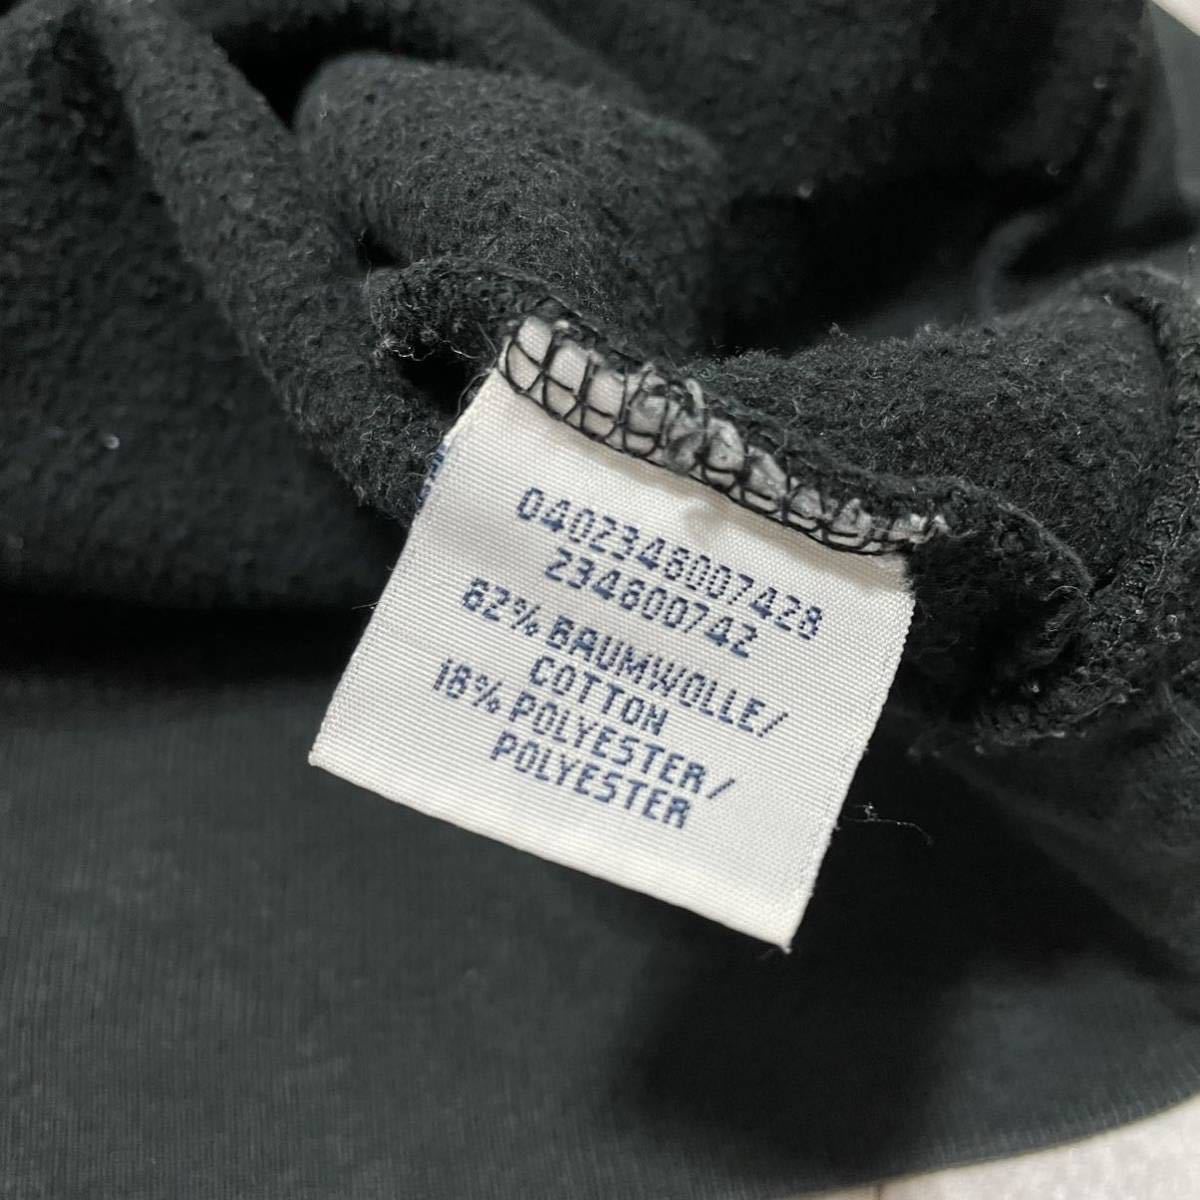 0402346007428
234600742
82% BAUMWOLLE/
COTTON
18% POLYESTER/
POLYESTER